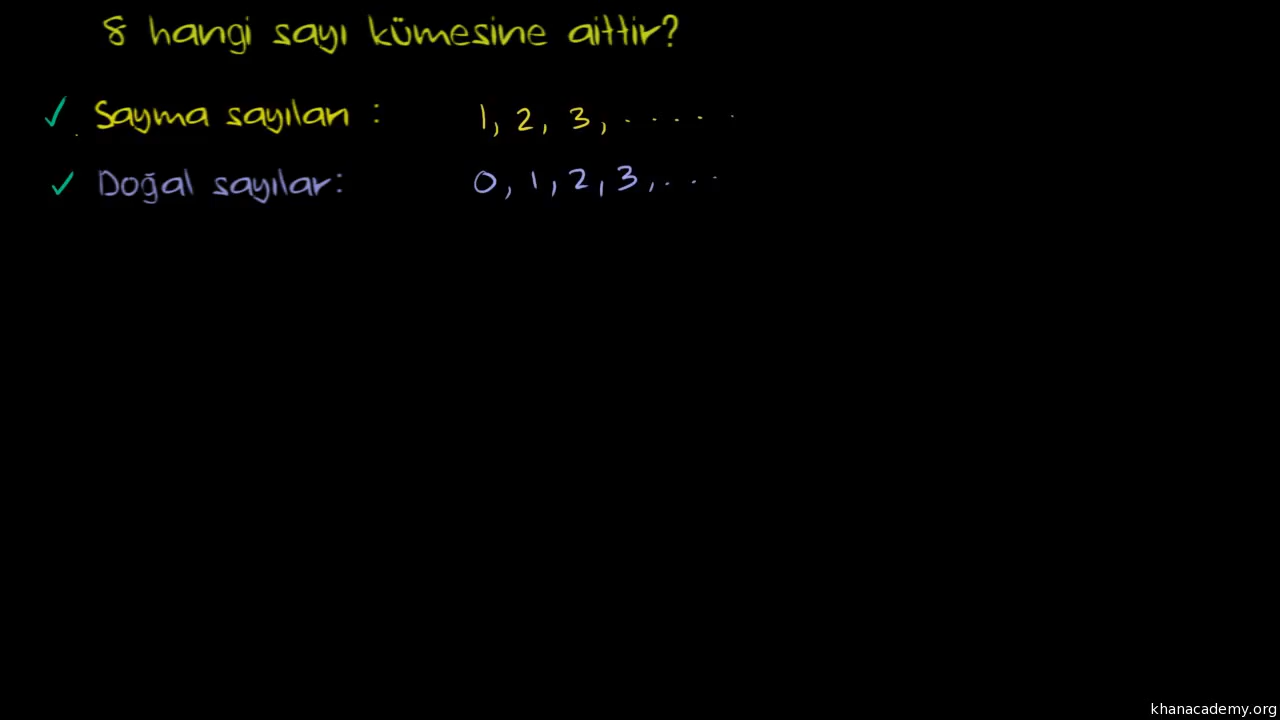 8 hangi sayı kümesine aittir?
Sayma sayıları : 1, 2, 3, .....
Doğal sayılar: 0, 1, 2, 3, ...
khanacademy.org